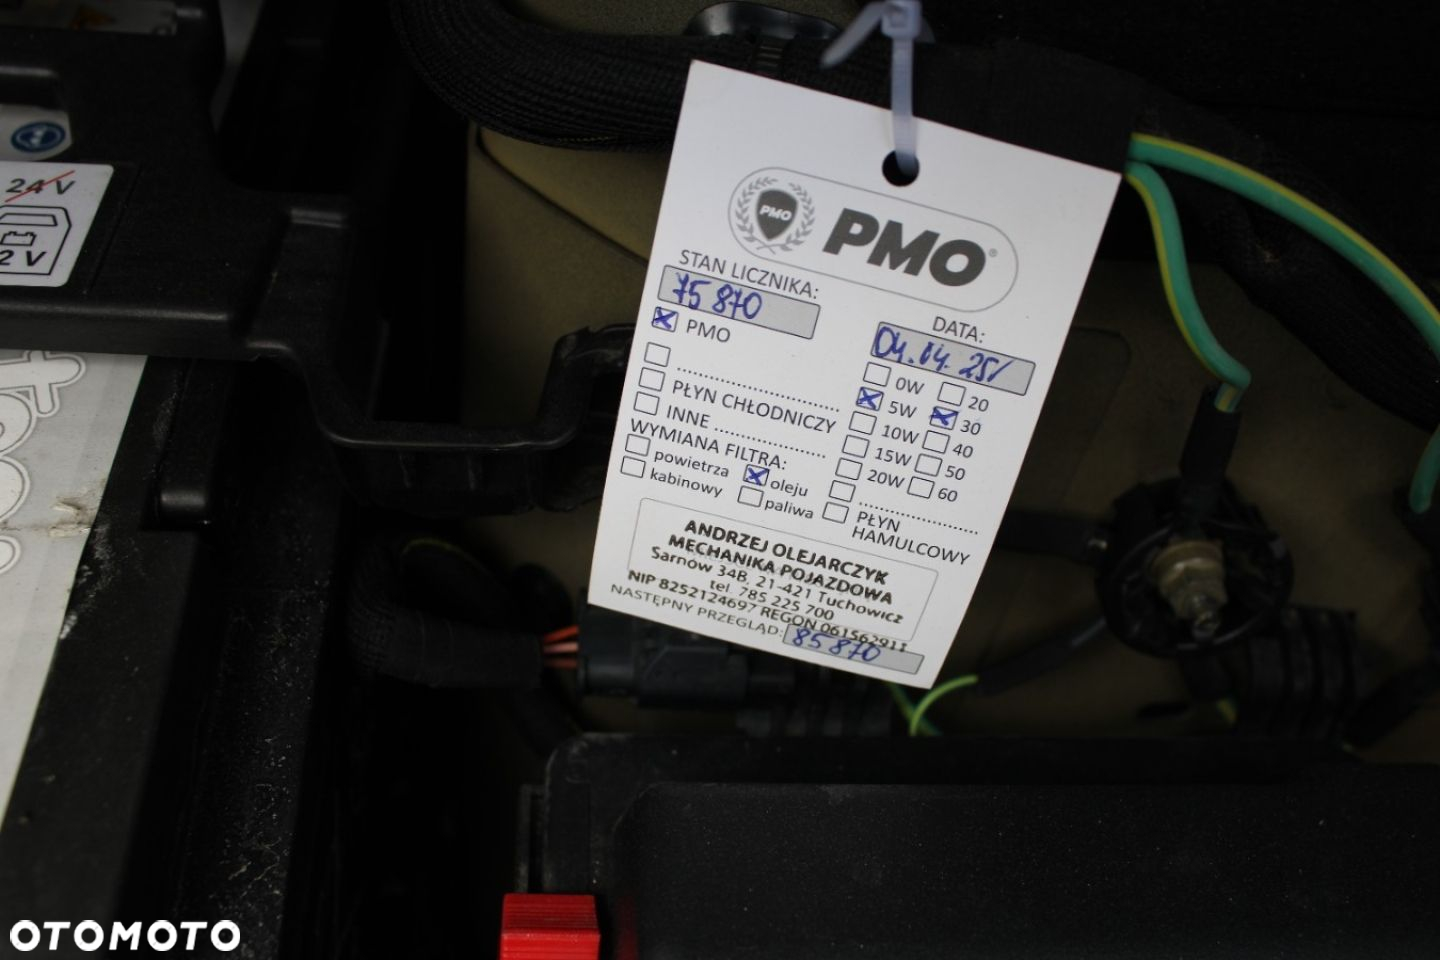 24 V
2 V
PMO
PMO®
STAN LICZNIKA:
75 870
DATA:
04.04.25r
PMO
0W 20
5W 30
PŁYN CHŁODNICZY
10W 40
INNE
15W 50
WYMIANA FILTRA:
20W 60
powietrza oleju
kabinowy paliwa
PŁYN HAMULCOWY
ANDRZEJ OLEJARCZYK
MECHANIKA POJAZDOWA
Sarnów 34B, 21-421 Tuchowicz
tel. 785 225 700
NIP 8252124697 REGON 061562911
NASTĘPNY PRZEGLĄD: 85 870
OTOMOTO